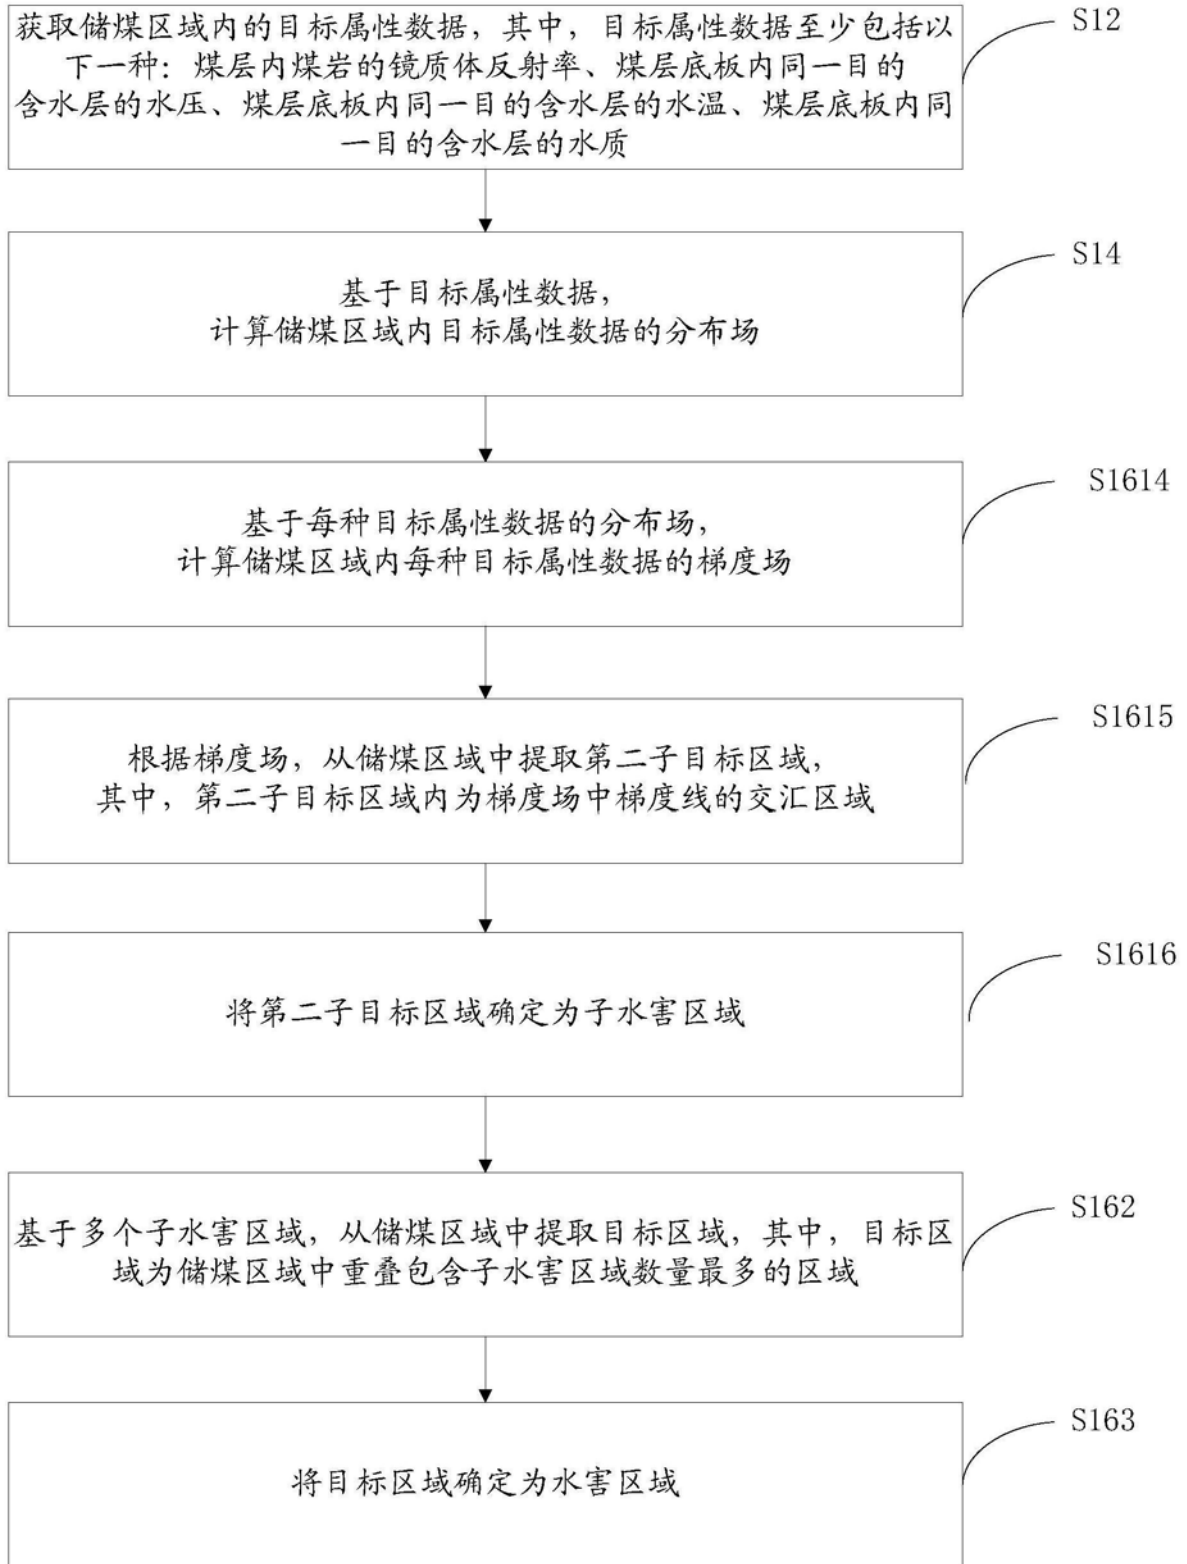 获取储煤区域内的目标属性数据，其中，目标属性数据至少包括以
下一种：煤层内煤岩的镜质体反射率、煤层底板内同一目的
含水层的水压、煤层底板内同一目的含水层的水温、煤层底板内同
一目的含水层的水质
S12
基于目标属性数据，
计算储煤区域内目标属性数据的分布场
S14
基于每种目标属性数据的分布场，
计算储煤区域内每种目标属性数据的梯度场
S1614
根据梯度场，从储煤区域中提取第二子目标区域，
其中，第二子目标区域内为梯度场中梯度线的交汇区域
S1615
将第二子目标区域确定为子水害区域
S1616
基于多个子水害区域，从储煤区域中提取目标区域，其中，目标区
域为储煤区域中重叠包含子水害区域数量最多的区域
S162
将目标区域确定为水害区域
S163